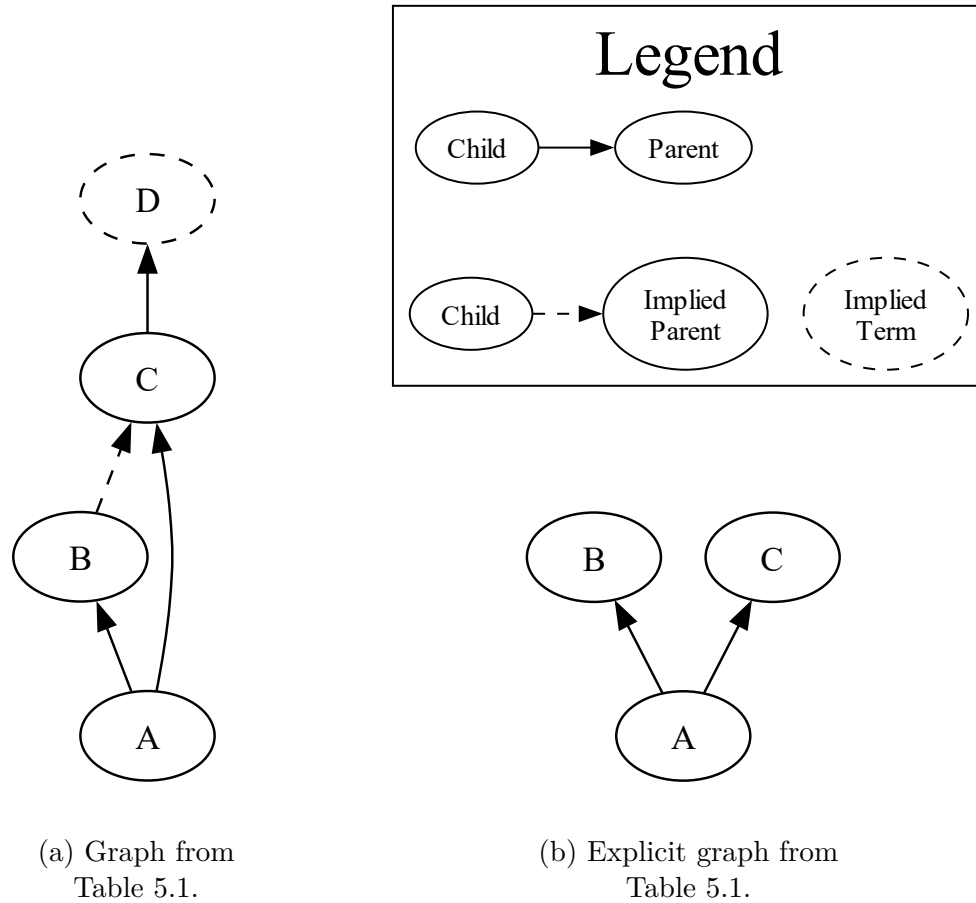 Legend
Child
Parent
Child
Implied
Parent
Implied
Term
D
C
B
A
B
C
A
(a) Graph from
Table 5.1.
(b) Explicit graph from
Table 5.1.